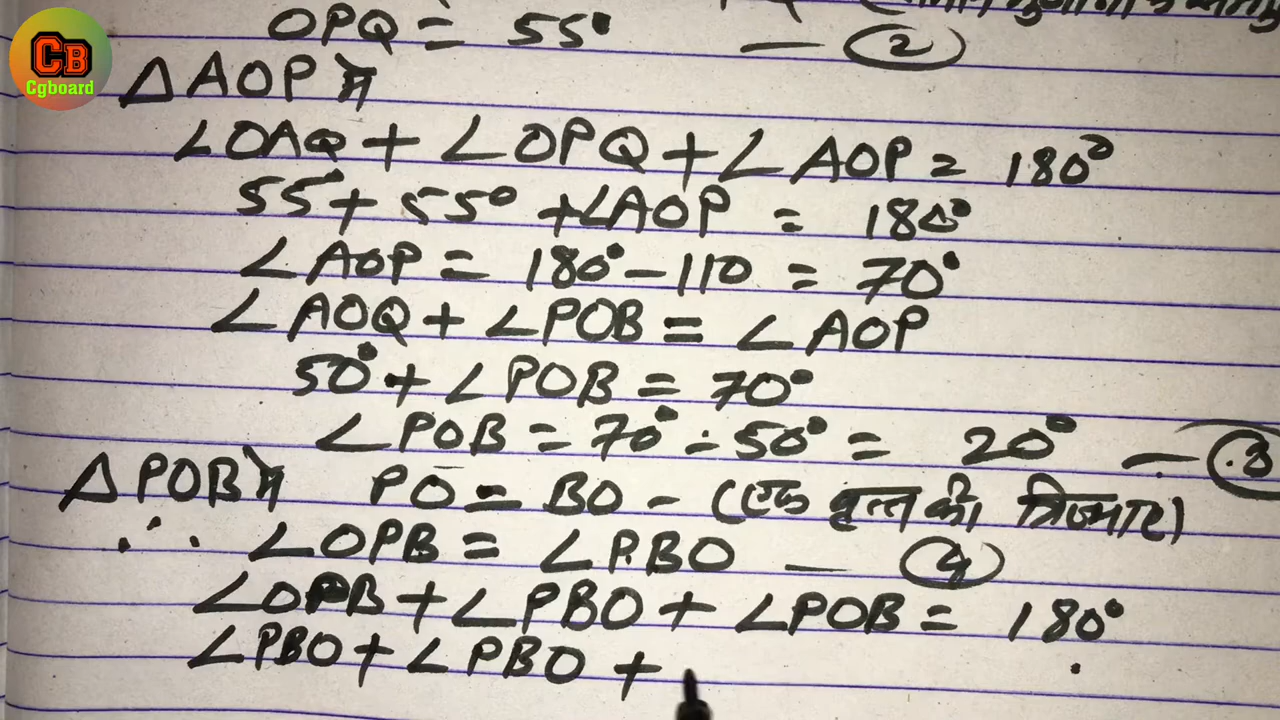 CB
Cgboard
OPQ = 55° — (2)
△AOP में
∠OAQ + ∠OPQ + ∠AOP = 180°
55° + 55° + ∠AOP = 180°
∠AOP = 180° - 110 = 70°
∠AOQ + ∠POB = ∠AOP
50° + ∠POB = 70°
∠POB = 70° - 50° = 20° — (3)
△POB में PO = BO - (एक वृत्त की त्रिज्याए)
∴ ∠OPB = ∠PBO — (4)
∠OPB + ∠PBO + ∠POB = 180°
∠PBO + ∠PBO +